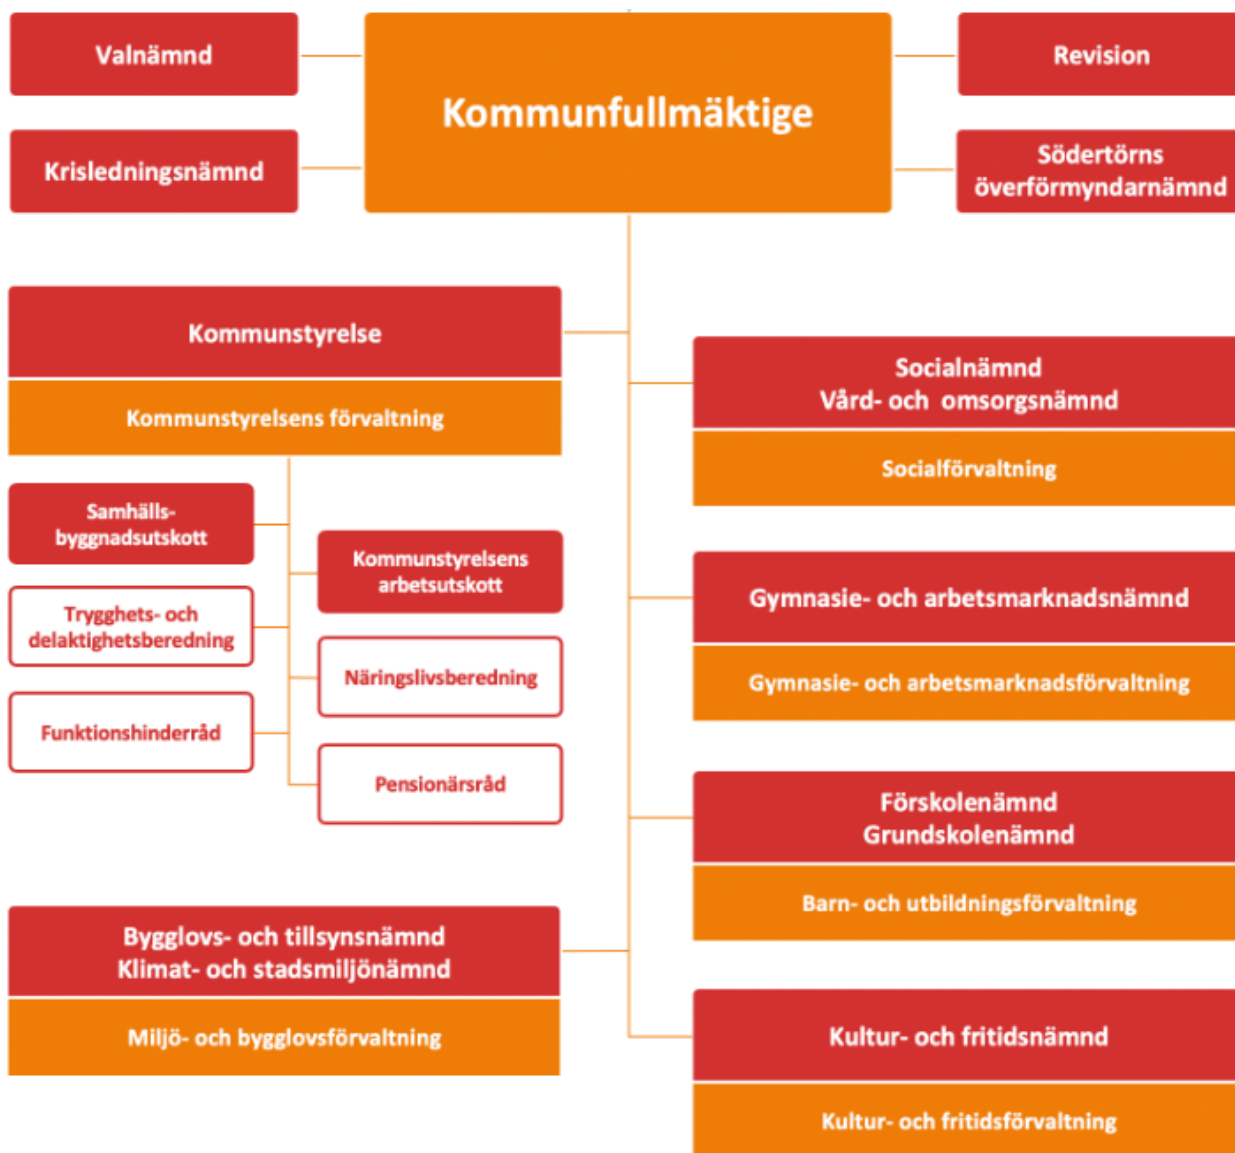 Valnämnd
Kommunfullmäktige
Revision
Krisledningsnämnd
Södertörns
överförmyndarnämnd
Kommunstyrelse
Kommunstyrelsens förvaltning
Samhälls-
byggnadsutskott
Kommunstyrelsens
arbetsutskott
Trygghets- och
delaktighetsberedning
Näringslivsberedning
Funktionshinderråd
Pensionärsråd
Bygglovs- och tillsynsnämnd
Klimat- och stadsmiljönämnd
Miljö- och bygglovsförvaltning
Socialnämnd
Vård- och omsorgsnämnd
Socialförvaltning
Gymnasie- och arbetsmarknadsnämnd
Gymnasie- och arbetsmarknadsförvaltning
Förskolenämnd
Grundskolenämnd
Barn- och utbildningsförvaltning
Kultur- och fritidsnämnd
Kultur- och fritidsförvaltning